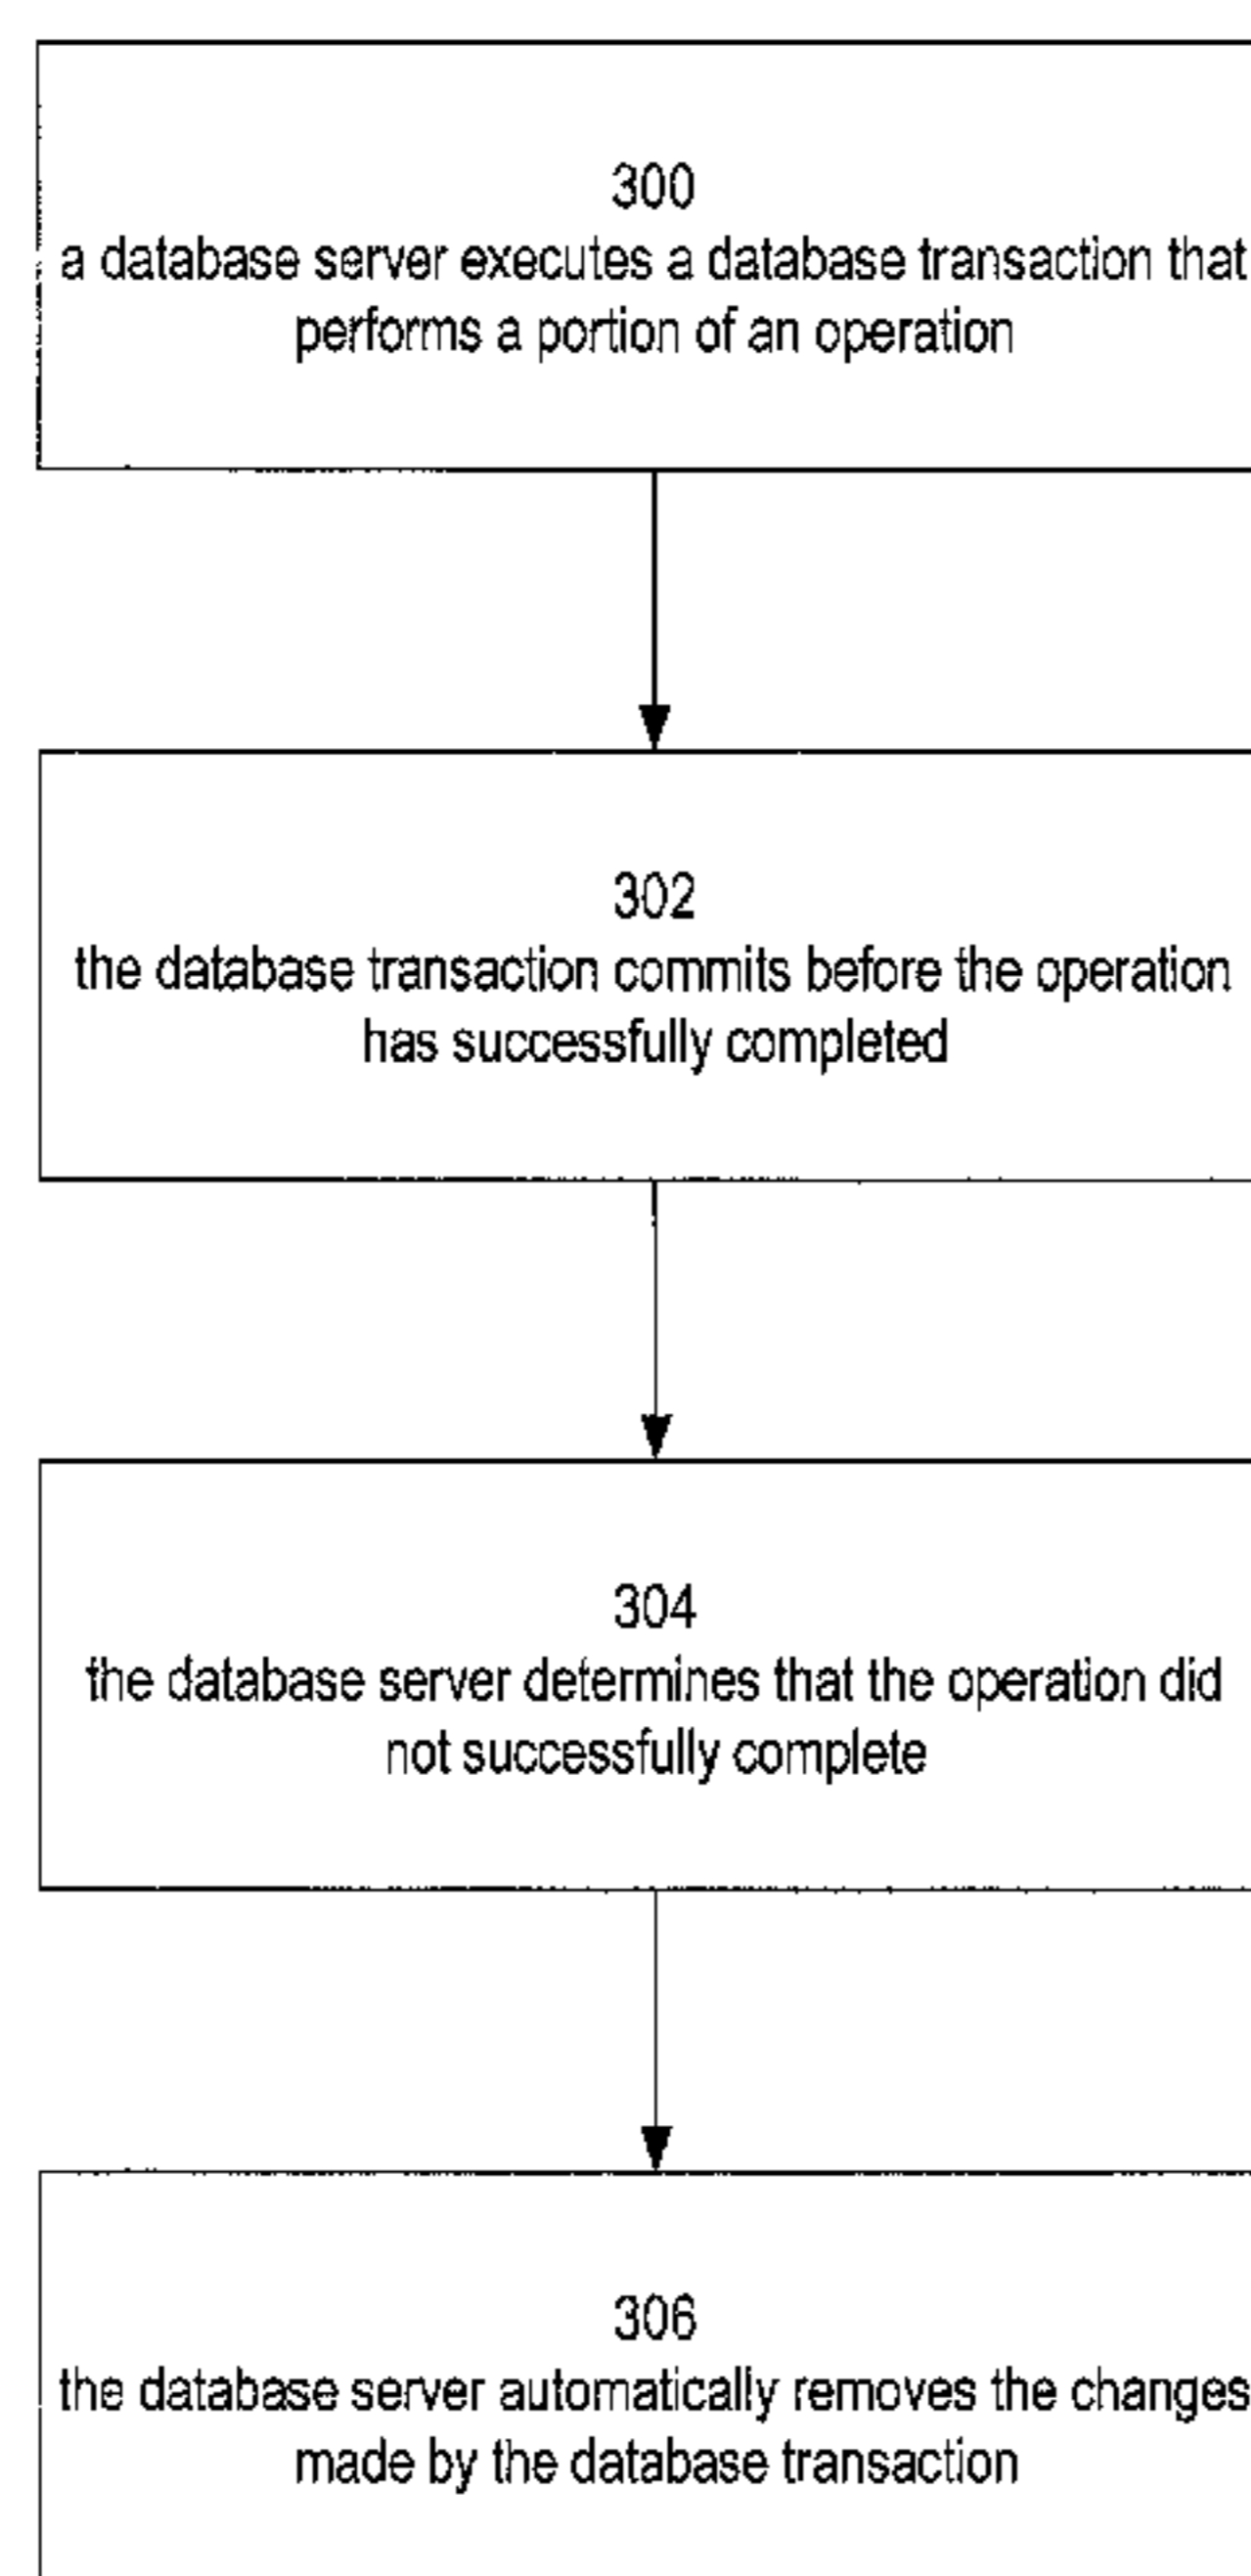 300
a database server executes a database transaction that
performs a portion of an operation
302
the database transaction commits before the operation
has successfully completed
304
the database server determines that the operation did
not successfully complete
306
the database server automatically removes the changes
made by the database transaction